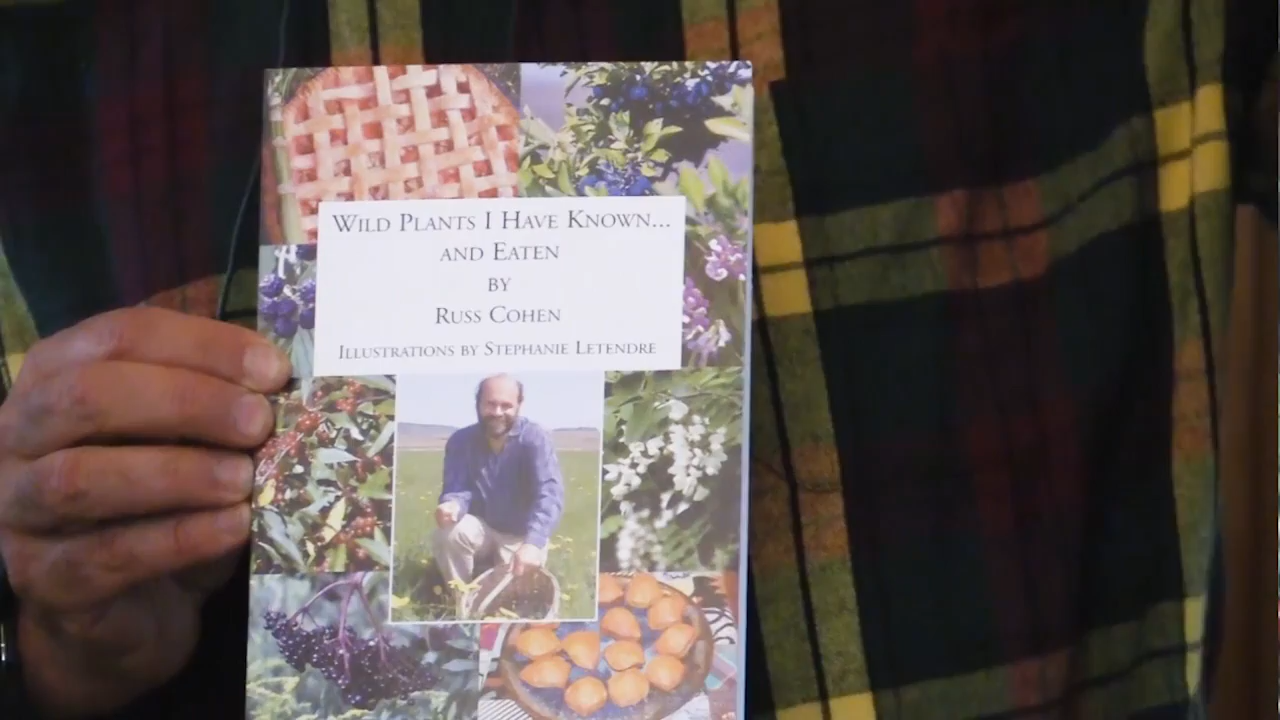 WILD PLANTS I HAVE KNOWN...
AND EATEN
BY
RUSS COHEN
ILLUSTRATIONS BY STEPHANIE LETENDRE